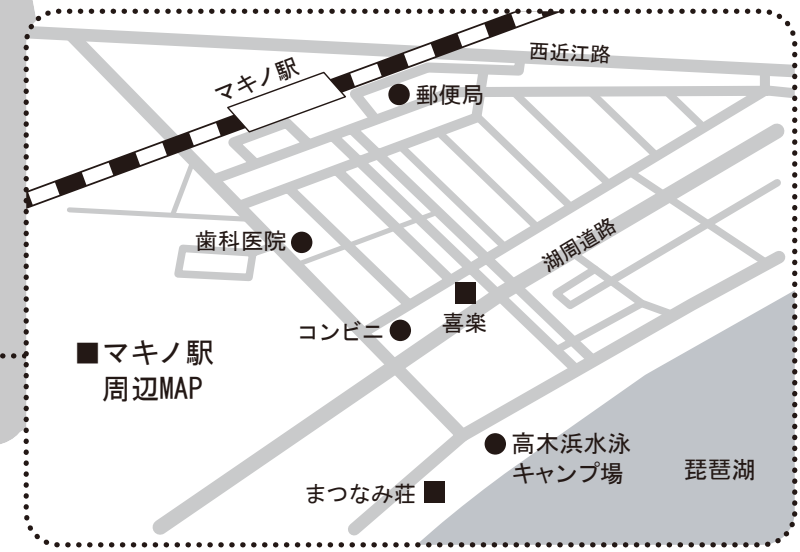 西近江路
マキノ駅
郵便局
歯科医院
湖周道路
喜楽
コンビニ
■マキノ駅
周辺MAP
高木浜水泳
キャンプ場
琵琶湖
まつなみ荘